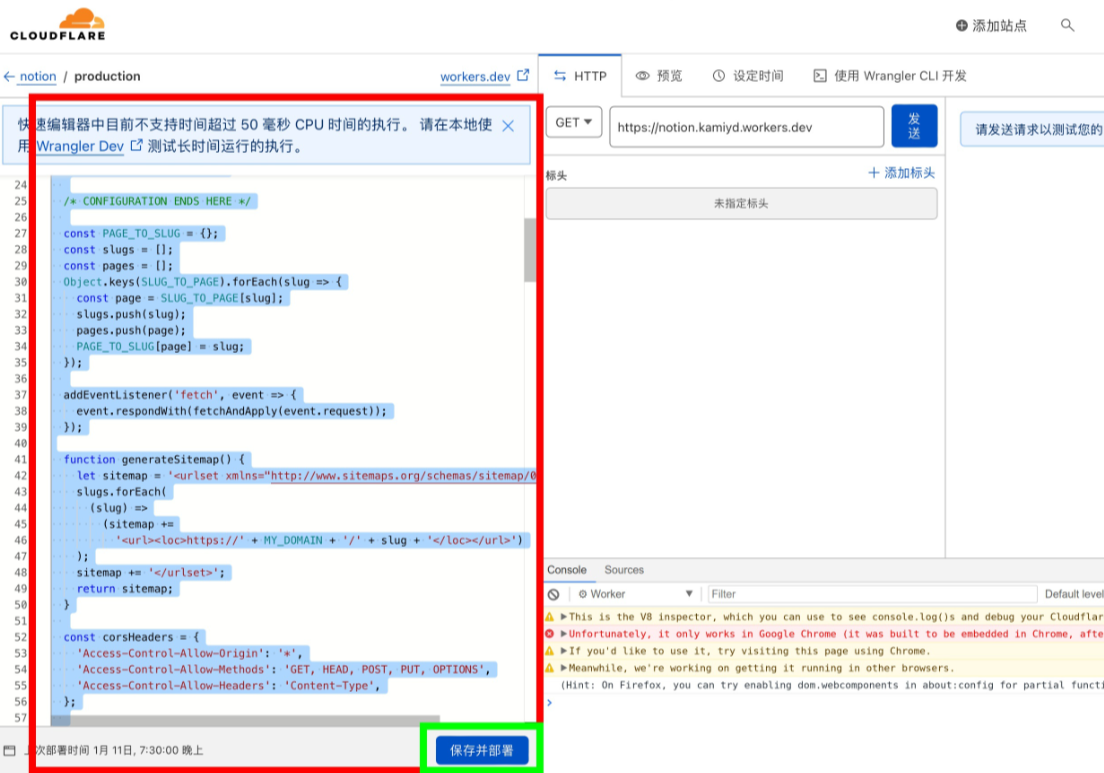 CLOUDFLARE
添加站点
notion / production
workers.dev
HTTP
预览
设定时间
使用 Wrangler CLI 开发
快速编辑器中目前不支持时间超过 50 毫秒 CPU 时间的执行。 请在本地使
用 Wrangler Dev 测试长时间运行的执行。
GET
https://notion.kamiyd.workers.dev
发
送
请发送请求以测试您的
标头
添加标头
未指定标头
24
25 /* CONFIGURATION ENDS HERE */
26
27 const PAGE_TO_SLUG = {};
28 const slugs = [];
29 const pages = [];
30 Object.keys(SLUG_TO_PAGE).forEach(slug => {
31 const page = SLUG_TO_PAGE[slug];
32 slugs.push(slug);
33 pages.push(page);
34 PAGE_TO_SLUG[page] = slug;
35 });
36
37 addEventListener('fetch', event => {
38 event.respondWith(fetchAndApply(event.request));
39 });
40
41 function generateSitemap() {
42 let sitemap = '<urlset xmlns="http://www.sitemaps.org/schemas/sitemap/0
43 slugs.forEach(
44 (slug) =>
45 (sitemap +=
46 '<url><loc>https://' + MY_DOMAIN + '/' + slug + '</loc></url>')
47 );
48 sitemap += '</urlset>';
49 return sitemap;
50 }
51
52 const corsHeaders = {
53 'Access-Control-Allow-Origin': '*',
54 'Access-Control-Allow-Methods': 'GET, HEAD, POST, PUT, OPTIONS',
55 'Access-Control-Allow-Headers': 'Content-Type',
56 };
57
Console Sources
Worker
Filter
Default level
This is the V8 inspector, which you can use to see console.log()s and debug your Cloudflar
Unfortunately, it only works in Google Chrome (it was built to be embedded in Chrome, afte
If you'd like to use it, try visiting this page using Chrome.
Meanwhile, we're working on getting it running in other browsers.
(Hint: On Firefox, you can try enabling dom.webcomponents in about:config for partial functi
上次部署时间 1月 11日, 7:30:00 晚上
保存并部署